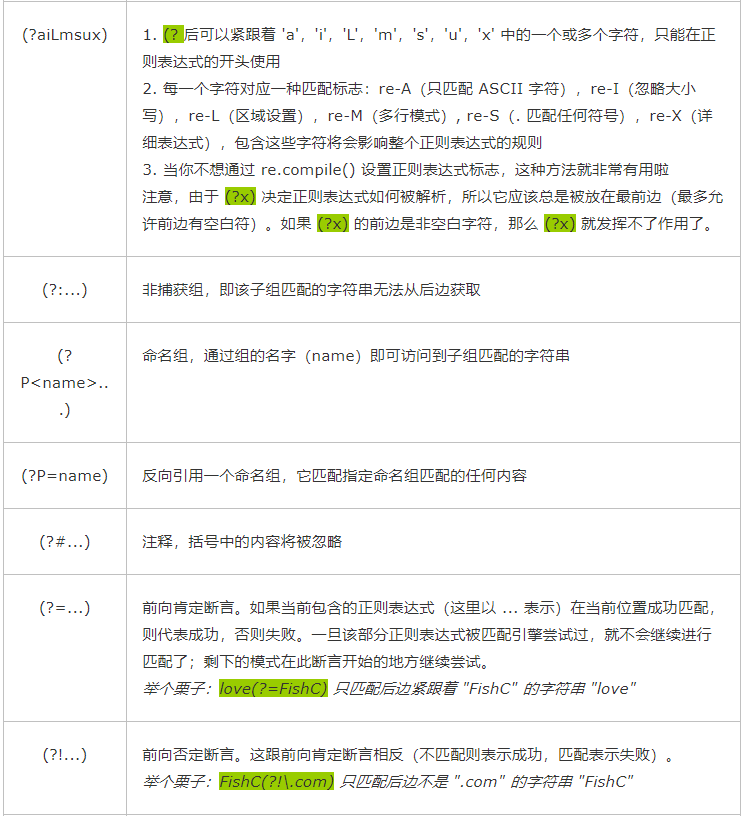 (?aiLmsux)
1. (? 后可以紧跟着 'a'，'i'，'L'，'m'，'s'，'u'，'x' 中的一个或多个字符，只能在正
则表达式的开头使用
2. 每一个字符对应一种匹配标志：re-A（只匹配 ASCII 字符），re-I（忽略大小
写），re-L（区域设置），re-M（多行模式）, re-S（. 匹配任何符号），re-X（详
细表达式），包含这些字符将会影响整个正则表达式的规则
3. 当你不想通过 re.compile() 设置正则表达式标志，这种方法就非常有用啦
注意，由于 (?x) 决定正则表达式如何被解析，所以它应该总是被放在最前边（最多允
许前边有空白符）。如果 (?x) 的前边是非空白字符，那么 (?x) 就发挥不了作用了。
(?:...)
非捕获组，即该子组匹配的字符串无法从后边获取
(?
P<name>..
.)
命名组，通过组的名字（name）即可访问到子组匹配的字符串
(?P=name)
反向引用一个命名组，它匹配指定命名组匹配的任何内容
(?#...)
注释，括号中的内容将被忽略
(?=...)
前向肯定断言。如果当前包含的正则表达式（这里以 ... 表示）在当前位置成功匹配，
则代表成功，否则失败。一旦该部分正则表达式被匹配引擎尝试过，就不会继续进行
匹配了；剩下的模式在此断言开始的地方继续尝试。
举个栗子：love(?=FishC) 只匹配后边紧跟着 "FishC" 的字符串 "love"
(?!...)
前向否定断言。这跟前向肯定断言相反（不匹配则表示成功，匹配表示失败）。
举个栗子：FishC(?!\.com) 只匹配后边不是 ".com" 的字符串 "FishC"